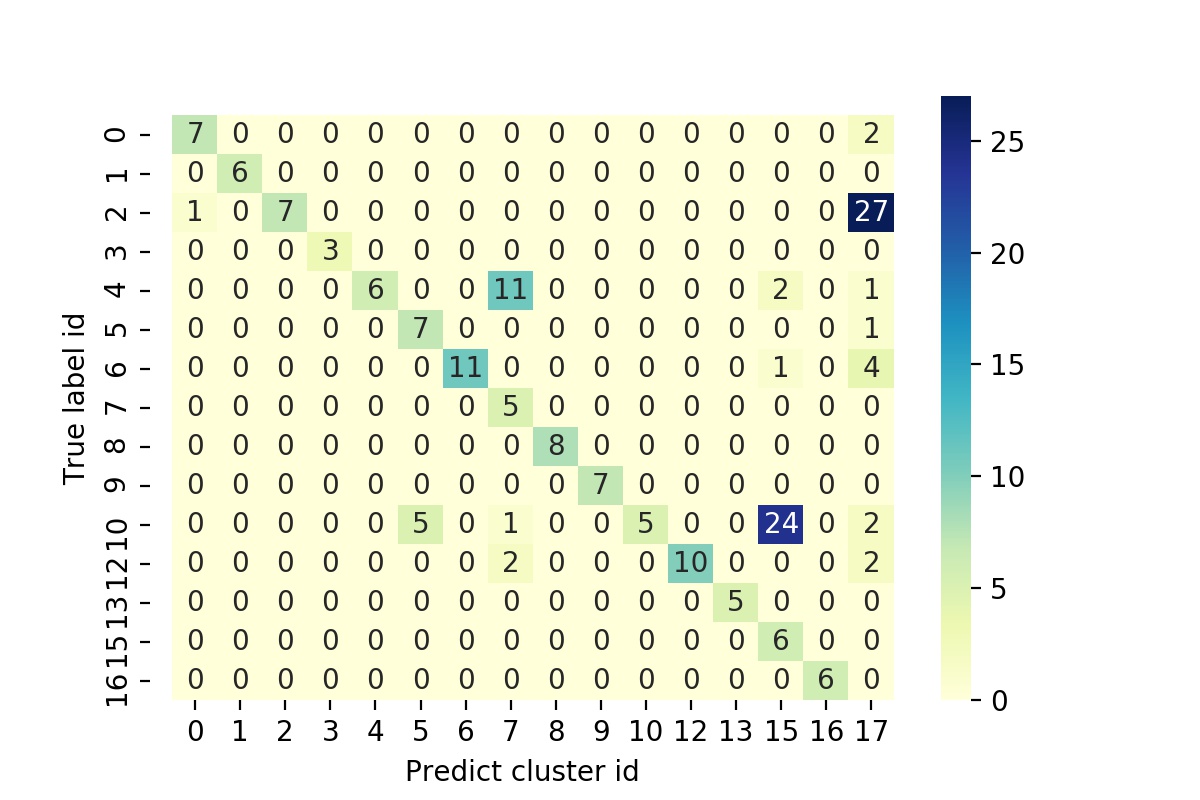 0 7 0 0 0 0 0 0 0 0 0 0 0 0 0 0 2
1 0 6 0 0 0 0 0 0 0 0 0 0 0 0 0 0
2 1 0 7 0 0 0 0 0 0 0 0 0 0 0 0 27
3 0 0 0 3 0 0 0 0 0 0 0 0 0 0 0 0
4 0 0 0 0 6 0 0 11 0 0 0 0 0 2 0 1
5 0 0 0 0 0 7 0 0 0 0 0 0 0 0 0 1
6 0 0 0 0 0 0 11 0 0 0 0 0 0 1 0 4
7 0 0 0 0 0 0 0 5 0 0 0 0 0 0 0 0
8 0 0 0 0 0 0 0 0 8 0 0 0 0 0 0 0
9 0 0 0 0 0 0 0 0 0 7 0 0 0 0 0 0
10 0 0 0 0 0 5 0 1 0 0 5 0 0 24 0 2
12 0 0 0 0 0 0 0 2 0 0 0 10 0 0 0 2
13 0 0 0 0 0 0 0 0 0 0 0 0 5 0 0 0
15 0 0 0 0 0 0 0 0 0 0 0 0 0 6 0 0
16 0 0 0 0 0 0 0 0 0 0 0 0 0 0 6 0
0 1 2 3 4 5 6 7 8 9 10 12 13 15 16 17
Predict cluster id
True label id
25
20
15
10
5
0